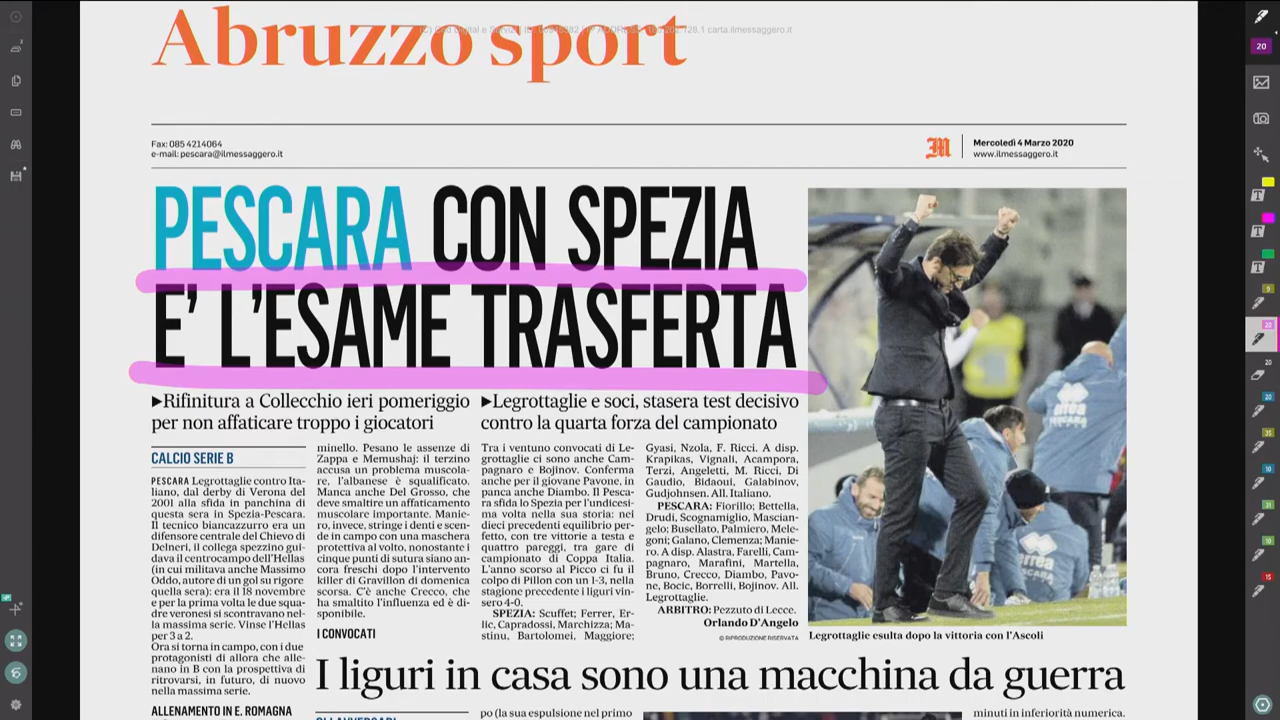 Abruzzo sport
Fax: 085 4214064
e-mail: pescara@ilmessaggero.it
Mercoledì 4 Marzo 2020
www.ilmessaggero.it
PESCARA CON SPEZIA
E' L'ESAME TRASFERTA
►Rifinitura a Collecchio ieri pomeriggio
per non affaticare troppo i giocatori
►Legrottaglie e soci, stasera test decisivo
contro la quarta forza del campionato
CALCIO SERIE B
PESCARA Legrottaglie contro Ita-
liano, dal derby di Verona del
2001 alla sfida in panchina di
questa sera in Spezia-Pescara.
Il tecnico biancazzurro era un
difensore centrale del Chievo di
Delneri, il collega spezzino gui-
dava il centrocampo dell'Hellas
(in cui militava anche Massimo
Oddo, autore di un gol su rigore
quella sera): era il 18 novembre
e per la prima volta le due squa-
dre veronesi si scontravano nel-
la massima serie. Vinse l'Hellas
per 3 a 2.
Ora si torna in campo, con i due
protagonisti di allora che alle-
nano in B con la prospettiva di
ritrovarsi, in futuro, di nuovo
nella massima serie.
ALLENAMENTO IN E. ROMAGNA
minello. Pesano le assenze di
Zappa e Memushaj: il terzino
accusa un problema muscola-
re, l'albanese è squalificato.
Manca anche Del Grosso, che
deve smaltire un affaticamento
muscolare importante. Manie-
ro, invece, stringe i denti e scen-
de in campo con una maschera
protettiva al volto, nonostante i
cinque punti di sutura siano an-
cora freschi dopo l'intervento
killer di Gravillon di domenica
scorsa. C'è anche Crecco, che
ha smaltito l'influenza ed è di-
sponibile.
I CONVOCATI
Tra i ventuno convocati di Le-
grottaglie ci sono anche Cam-
pagnaro e Bojinov. Conferma
anche per il giovane Pavone, in
panca anche Diambo. Il Pesca-
ra sfida lo Spezia per l'undicesi-
ma volta nella sua storia: nei
dieci precedenti equilibrio per-
fetto, con tre vittorie a testa e
quattro pareggi, tra gare di
campionato e di Coppa Italia.
L'anno scorso al Picco ci fu il
colpo di Pillon con un 1-3, nella
stagione precedente i liguri vin-
sero 4-0.
SPEZIA: Scuffet; Ferrer, Er-
lic, Capradossi, Marchizza; Ma-
stinu, Bartolomei, Maggiore;
Gyasi, Nzola, F. Ricci. A disp.
Krapikas, Vignali, Acampora,
Terzi, Angeletti, M. Ricci, Di
Gaudio, Bidaoui, Galabinov,
Gudjohnsen. All. Italiano.
PESCARA: Fiorillo; Bettella,
Drudi, Scognamiglio, Mascian-
gelo; Busellato, Palmiero, Mele-
goni; Galano, Clemenza; Manie-
ro. A disp. Alastra, Farelli, Cam-
pagnaro, Marafini, Martella,
Bruno, Crecco, Diambo, Pavo-
ne, Bocic, Borrelli, Bojinov. All.
Legrottaglie.
ARBITRO: Pezzuto di Lecce.
Orlando D'Angelo
© RIPRODUZIONE RISERVATA
Legrottaglie esulta dopo la vittoria con l'Ascoli
I liguri in casa sono una macchina da guerra
po (la sua espulsione nel primo
minuti in inferiorità numerica.